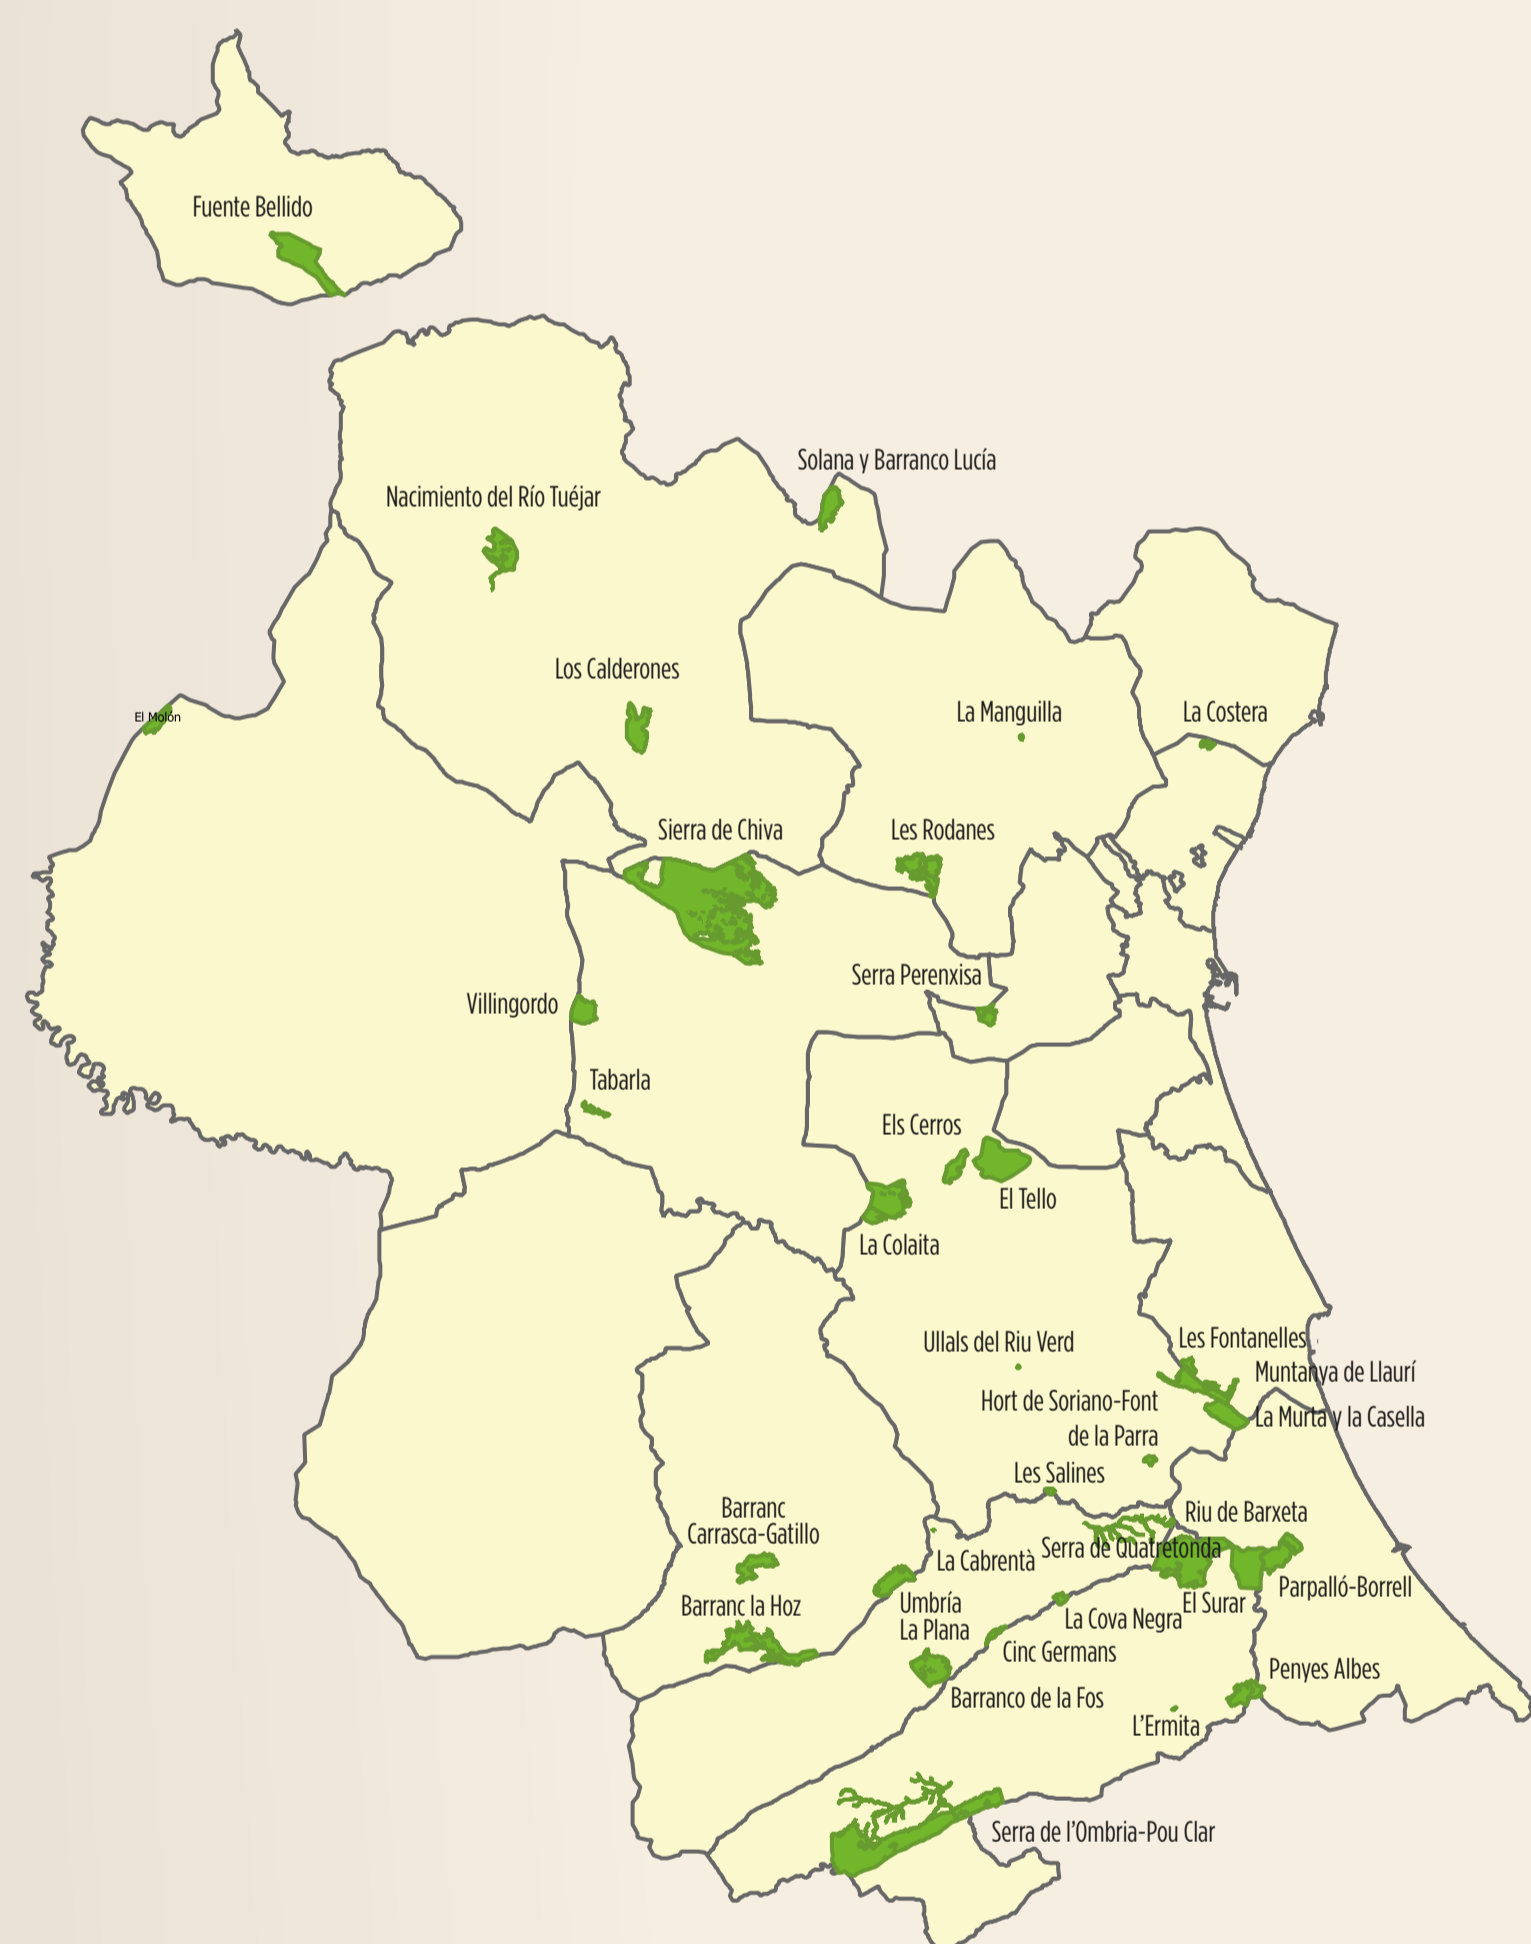 Fuente Bellido
Solana y Barranco Lucía
Nacimiento del Río Tuéjar
Los Calderones
La Manguilla
La Costera
El Molón
Sierra de Chiva
Les Rodanes
Serra Perenxisa
Villingordo
Tabarla
Els Cerros
El Tello
La Colaita
Ullals del Riu Verd
Les Fontanelles
Muntanya de Llaurí
Hort de Soriano-Font
de la Parra
La Murta y la Casella
Les Salines
Barranc
Carrasca-Gatillo
Riu de Barxeta
Serra de Quatretonda
La Cabrentà
Parpalló-Borrell
El Surar
Barranc la Hoz
Umbría
La Plana
La Cova Negra
Cinc Germans
Penyes Albes
Barranco de la Fos
L'Ermita
Serra de l'Ombria-Pou Clar